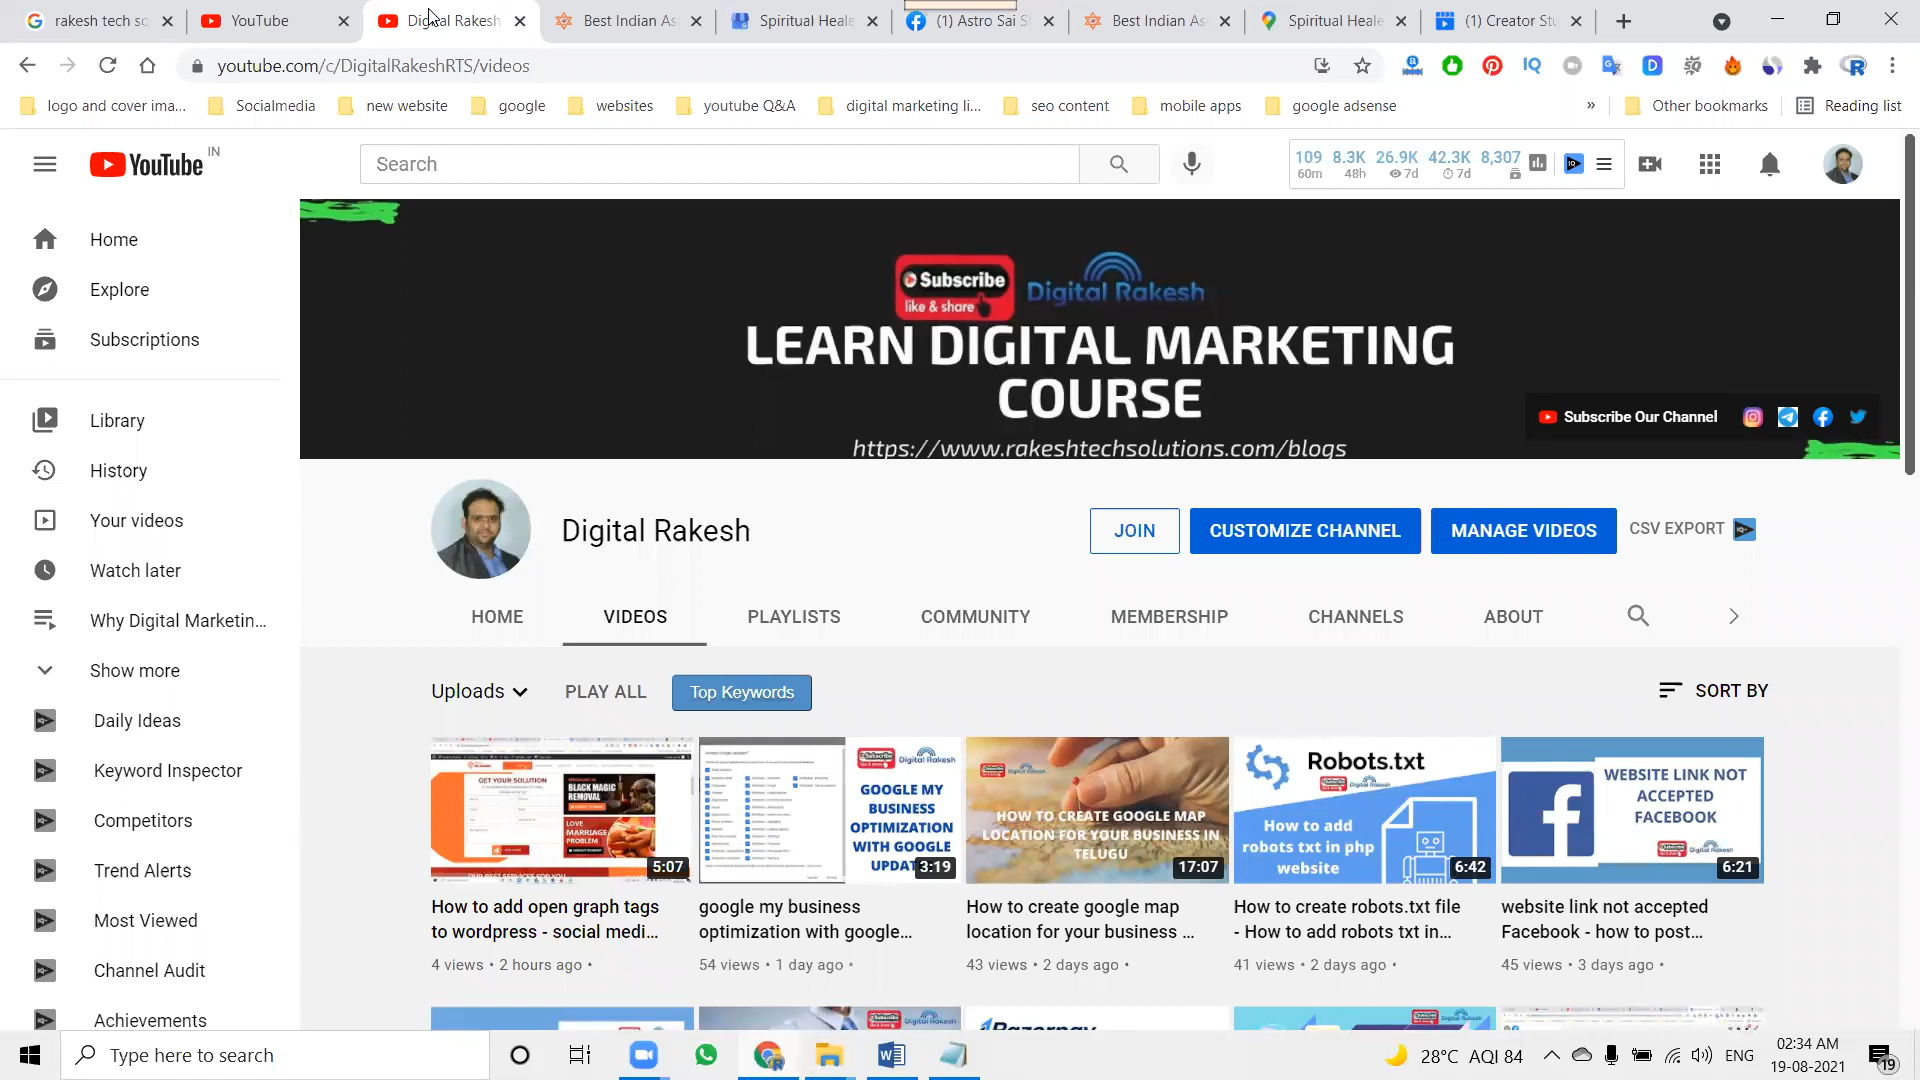 rakesh tech so
YouTube
Digital Rakesh
Best Indian As
Spiritual Heale
(1) Astro Sai S
Best Indian As
Spiritual Heale
(1) Creator Stu
youtube.com/c/DigitalRakeshRTS/videos
logo and cover ima...
Socialmedia
new website
google
websites
youtube Q&A
digital marketing li...
seo content
mobile apps
google adsense
»
Other bookmarks
Reading list
YouTube IN
Search
109 8.3K 26.9K 42.3K 8,307
60m 48h 7d 7d
Home
Explore
Subscriptions
Library
History
Your videos
Watch later
Why Digital Marketin...
Show more
Daily Ideas
Keyword Inspector
Competitors
Trend Alerts
Most Viewed
Channel Audit
Achievements
Subscribe
like & share
Digital Rakesh
LEARN DIGITAL MARKETING
COURSE
https://www.rakeshtechsolutions.com/blogs
Subscribe Our Channel
Digital Rakesh
JOIN
CUSTOMIZE CHANNEL
MANAGE VIDEOS
CSV EXPORT
HOME
VIDEOS
PLAYLISTS
COMMUNITY
MEMBERSHIP
CHANNELS
ABOUT
Uploads
PLAY ALL
Top Keywords
SORT BY
GET YOUR SOLUTION
BLACK MAGIC
REMOVAL
LOVE
MARRIAGE
PROBLEM
5:07
How to add open graph tags
to wordpress - social medi...
4 views • 2 hours ago •
GOOGLE MY
BUSINESS
OPTIMIZATION
WITH GOOGLE
UPDAT
3:19
google my business
optimization with google...
54 views • 1 day ago •
HOW TO CREATE GOOGLE MAP
LOCATION FOR YOUR BUSINESS IN
TELUGU
17:07
How to create google map
location for your business ...
43 views • 2 days ago •
Robots.txt
How to add
robots txt in php
website
6:42
How to create robots.txt file
- How to add robots txt in...
41 views • 2 days ago •
WEBSITE LINK NOT
ACCEPTED
FACEBOOK
6:21
website link not accepted
Facebook - how to post...
45 views • 3 days ago •
Razorpay
Type here to search
28°C AQI 84
ENG
02:34 AM
19-08-2021
19